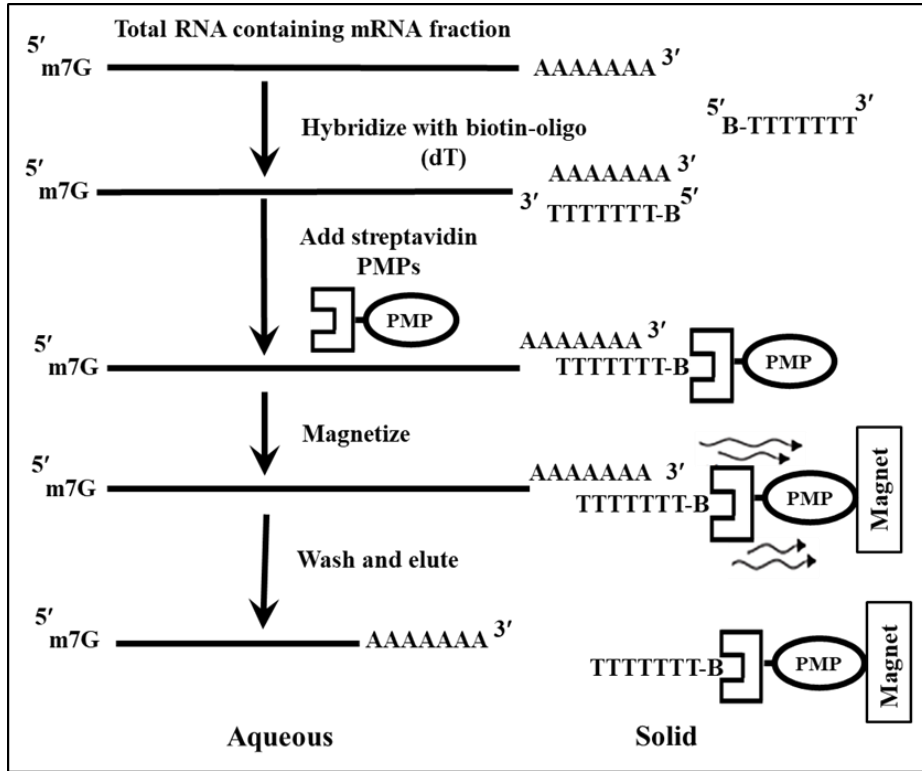 Total RNA containing mRNA fraction
5′
m7G
AAAAAAA 3′
5′ B-TTTTTTT 3′
Hybridize with biotin-oligo
(dT)
5′
m7G
AAAAAAA 3′
3′ TTTTTTT-B 5′
Add streptavidin
PMPs
PMP
5′
m7G
AAAAAAA 3′
TTTTTTT-B
PMP
Magnetize
5′
m7G
AAAAAAA 3′
TTTTTTT-B
PMP
Magnet
Wash and elute
5′
m7G
AAAAAAA 3′
TTTTTTT-B
PMP
Magnet
Aqueous
Solid